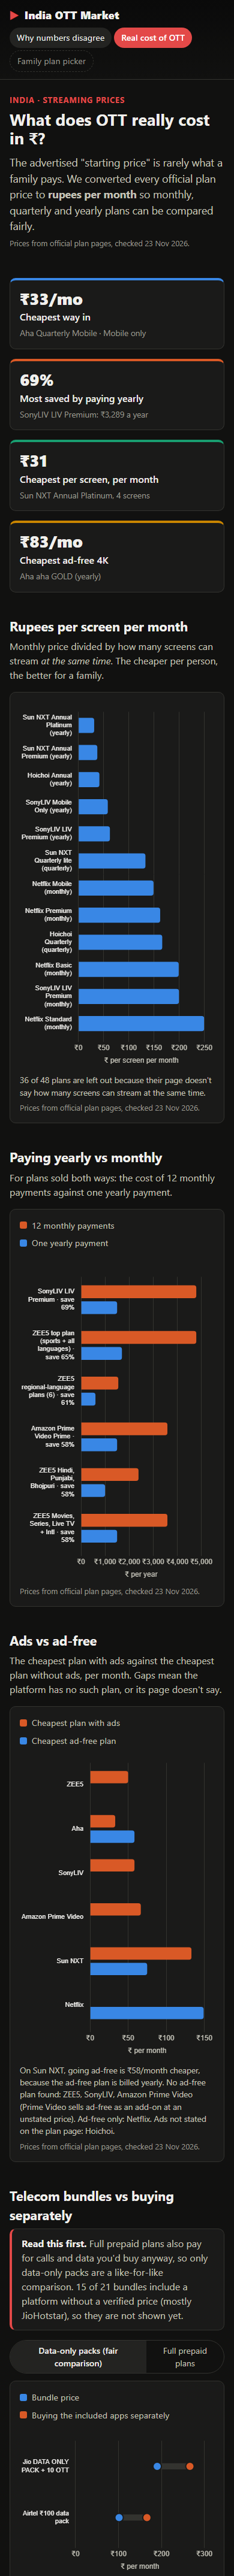 India OTT Market
Why numbers disagree
Real cost of OTT
Family plan picker
INDIA · STREAMING PRICES
What does OTT really cost
in ₹?
The advertised "starting price" is rarely what a
family pays. We converted every official plan
price to rupees per month so monthly,
quarterly and yearly plans can be compared
fairly.
Prices from official plan pages, checked 23 Nov 2026.
₹33/mo
Cheapest way in
Aha Quarterly Mobile · Mobile only
69%
Most saved by paying yearly
SonyLIV LIV Premium: ₹3,289 a year
₹31
Cheapest per screen, per month
Sun NXT Annual Platinum, 4 screens
₹83/mo
Cheapest ad-free 4K
Aha aha GOLD (yearly)
Rupees per screen per month
Monthly price divided by how many screens can
stream at the same time. The cheaper per person,
the better for a family.
Sun NXT Annual
Platinum
(yearly)
Sun NXT Annual
Premium (yearly)
Hoichoi Annual
(yearly)
SonyLIV Mobile
Only (yearly)
SonyLIV LIV
Premium (yearly)
Sun NXT
Quarterly lite
(quarterly)
Netflix Mobile
(monthly)
Netflix Premium
(monthly)
Hoichoi
Quarterly
(quarterly)
Netflix Basic
(monthly)
SonyLIV LIV
Premium
(monthly)
Netflix Standard
(monthly)
₹0 ₹50 ₹100 ₹150 ₹200 ₹250
₹ per screen per month
36 of 48 plans are left out because their page doesn't
say how many screens can stream at the same time.
Prices from official plan pages, checked 23 Nov 2026.
Paying yearly vs monthly
For plans sold both ways: the cost of 12 monthly
payments against one yearly payment.
12 monthly payments
One yearly payment
SonyLIV LIV
Premium · save
69%
ZEE5 top plan
(sports + all
languages) ·
save 65%
ZEE5
regional-language
plans (6) · save
61%
Amazon Prime
Video Prime ·
save 58%
ZEE5 Hindi,
Punjabi,
Bhojpuri · save
58%
ZEE5 Movies,
Series, Live TV
+ Intl · save
58%
₹0 ₹1,000 ₹2,000 ₹3,000 ₹4,000 ₹5,000
₹ per year
Prices from official plan pages, checked 23 Nov 2026.
Ads vs ad-free
The cheapest plan with ads against the cheapest
plan without ads, per month. Gaps mean the
platform has no such plan, or its page doesn't say.
Cheapest plan with ads
Cheapest ad-free plan
ZEE5
Aha
SonyLIV
Amazon Prime Video
Sun NXT
Netflix
₹0 ₹50 ₹100 ₹150
₹ per month
On Sun NXT, going ad-free is ₹58/month cheaper,
because the ad-free plan is billed yearly. No ad-free
plan found: ZEE5, SonyLIV, Amazon Prime Video
(Prime Video sells ad-free as an add-on at an
unstated price). Ad-free only: Netflix. Ads not stated
on the plan page: Hoichoi.
Prices from official plan pages, checked 23 Nov 2026.
Telecom bundles vs buying
separately
Read this first. Full prepaid plans also pay
for calls and data you'd buy anyway, so only
data-only packs are a like-for-like
comparison. 15 of 21 bundles include a
platform without a verified price (mostly
JioHotstar), so they are not shown yet.
Data-only packs (fair
comparison)
Full prepaid
plans
Bundle price
Buying the included apps separately
Jio DATA ONLY
PACK + 10 OTT
Airtel ₹100 data
pack
₹0 ₹100 ₹200 ₹300
₹ per month